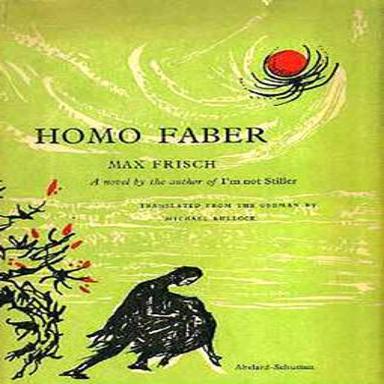 HOMO FABER
MAX FRISCH
A novel by the author of I'm not Stiller
TRANSLATED FROM THE GERMAN BY
MICHAEL BULLOCK
Abelard-Schuman